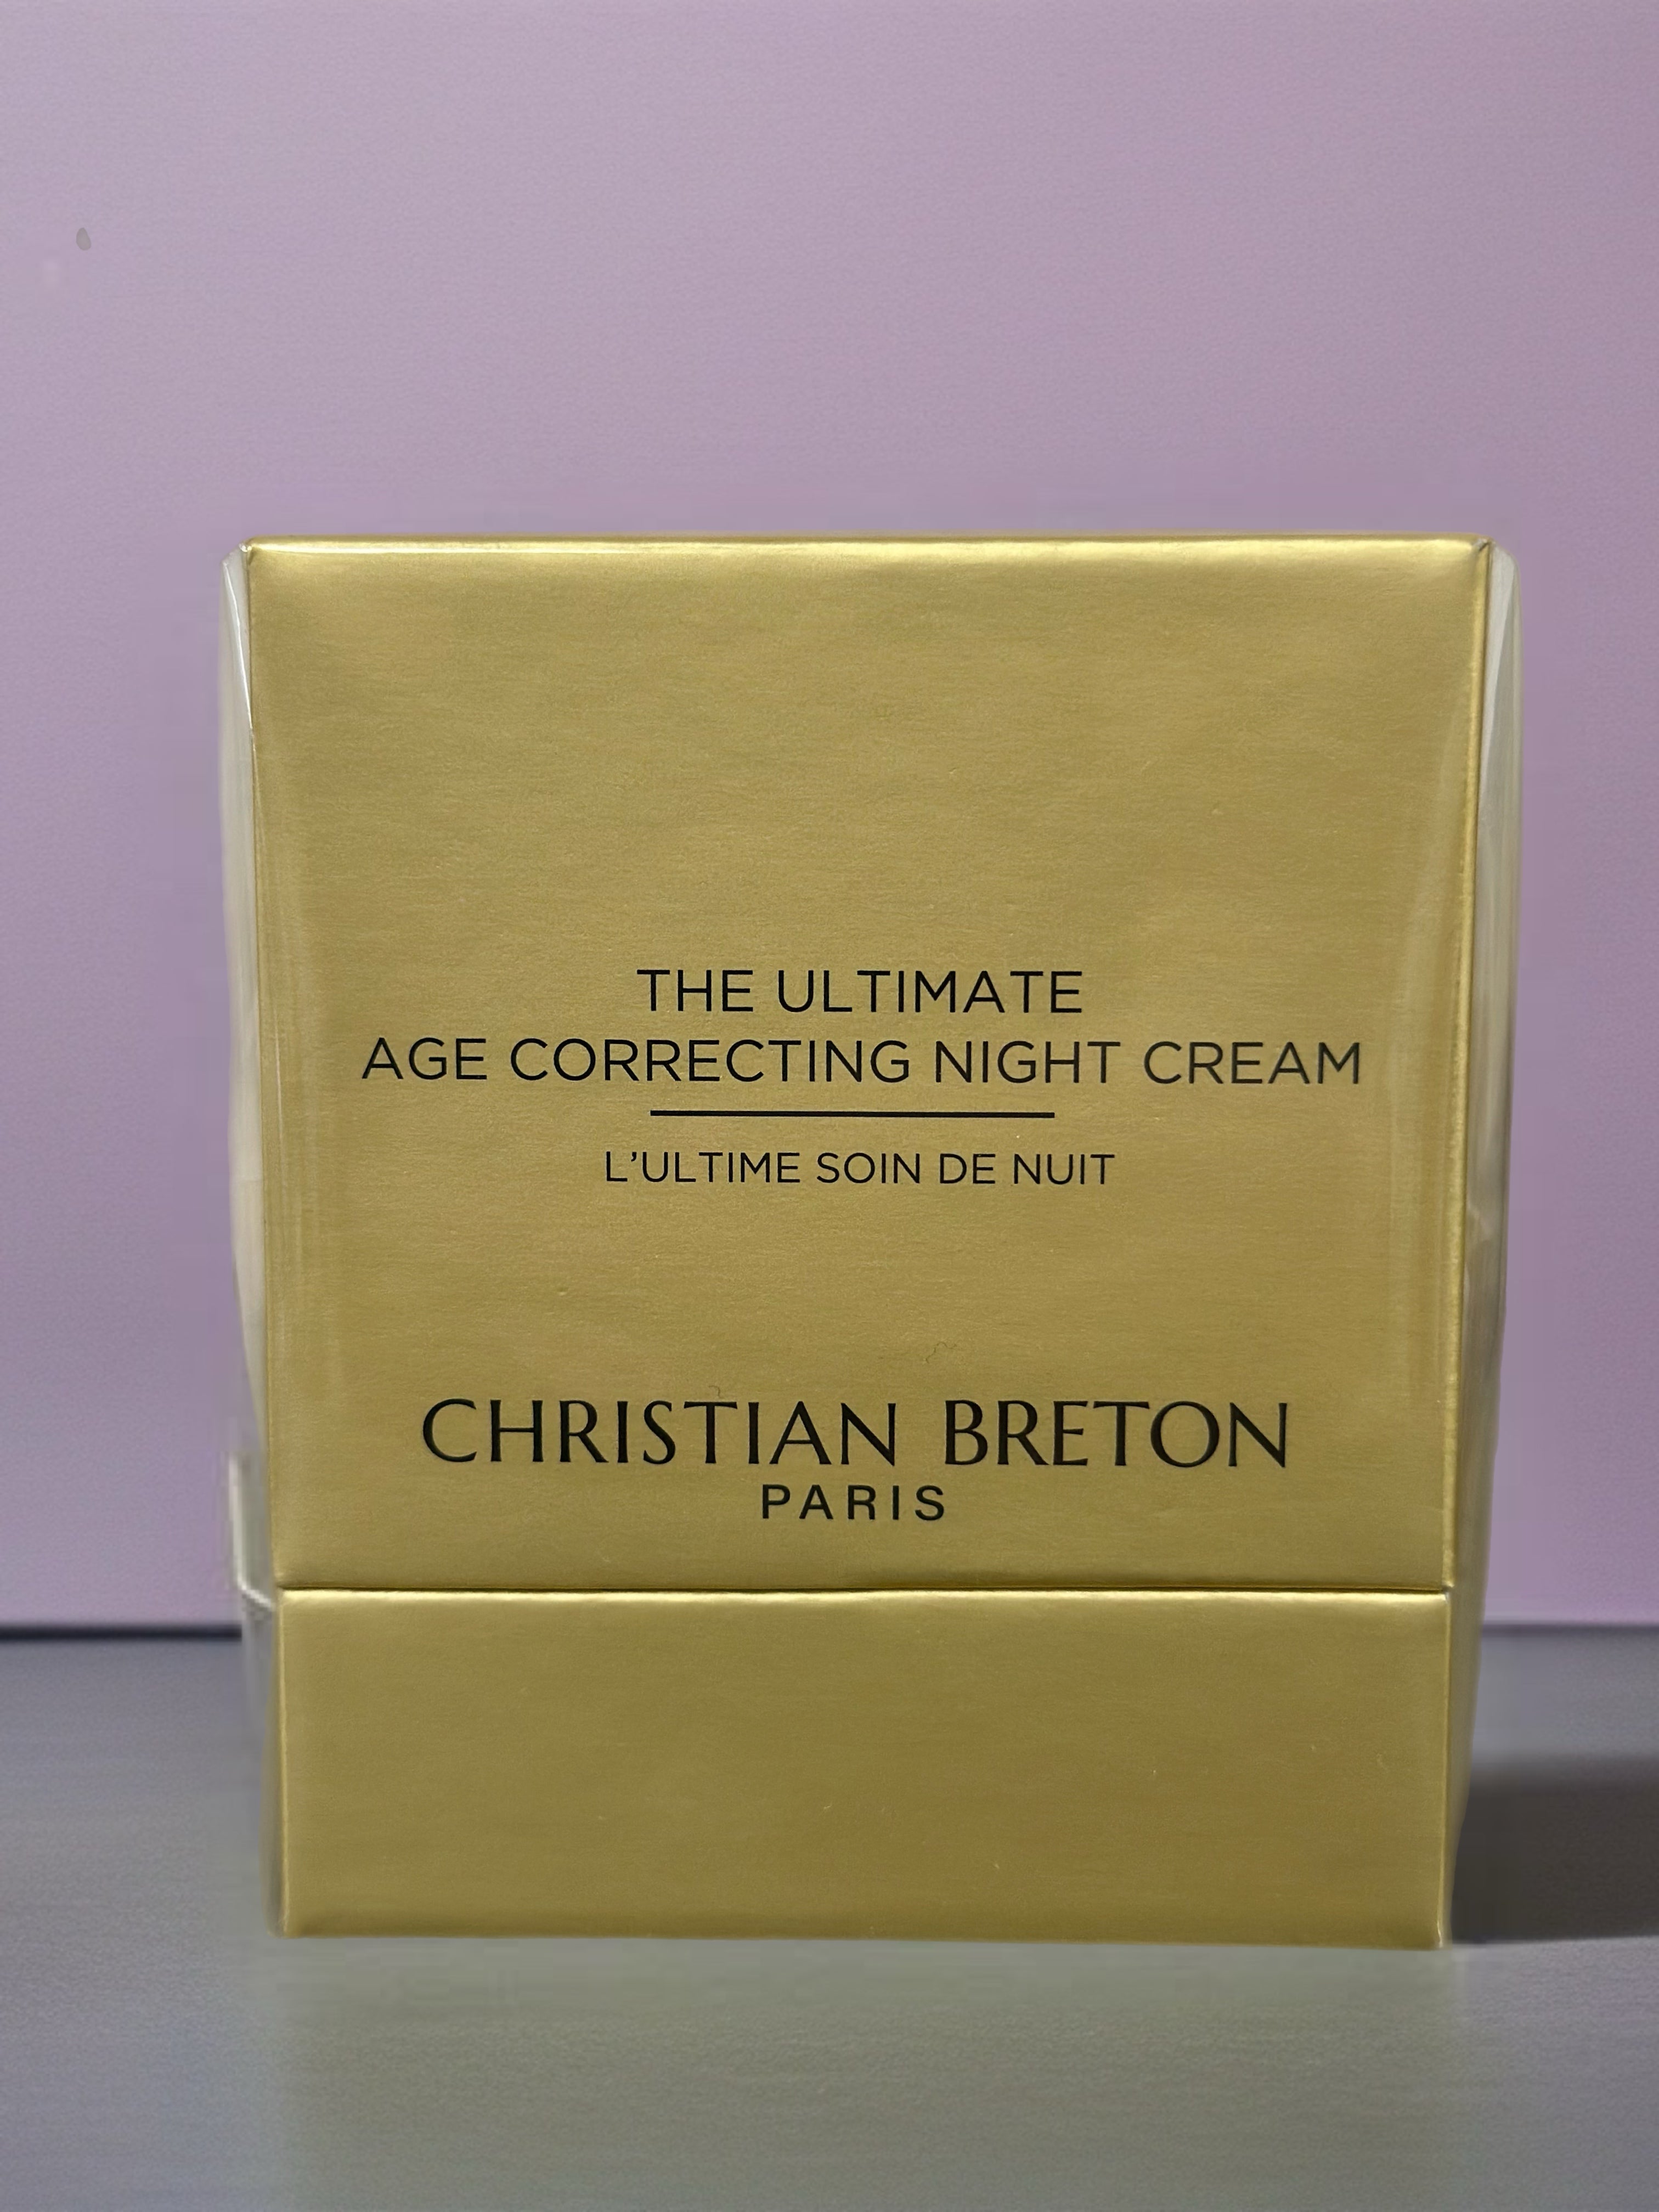 THE ULTIMATE
AGE CORRECTING NIGHT CREAM
L'ULTIME SOIN DE NUIT
CHRISTIAN BRETON
PARIS